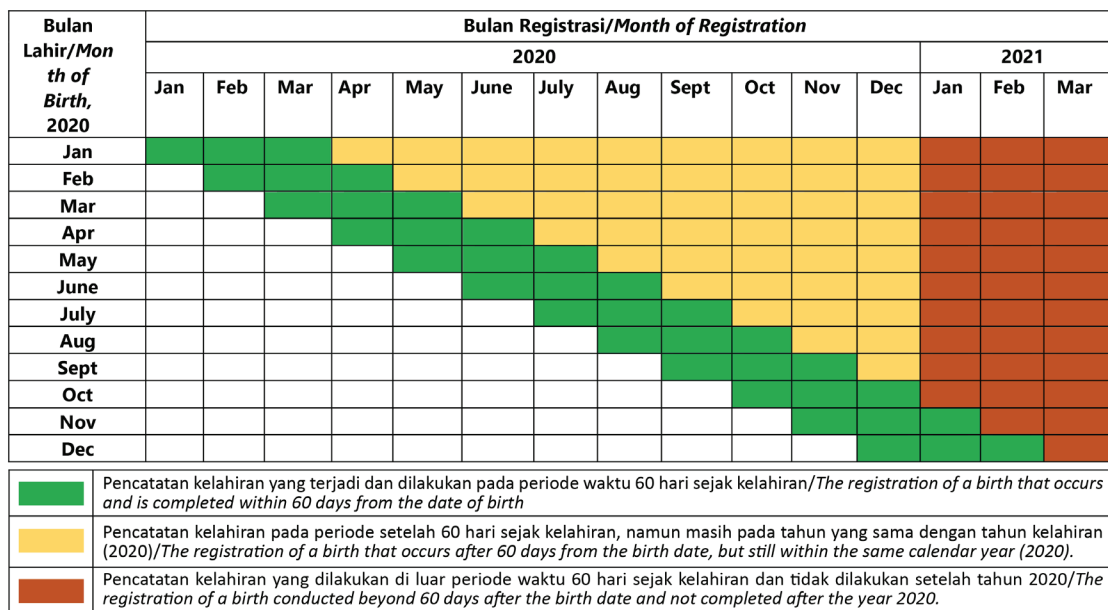 Bulan
Lahir/Mon
th of
Birth,
2020
Bulan Registrasi/Month of Registration
2020 2021
Jan Feb Mar Apr May June July Aug Sept Oct Nov Dec Jan Feb Mar
Jan
Feb
Mar
Apr
May
June
July
Aug
Sept
Oct
Nov
Dec
Pencatatan kelahiran yang terjadi dan dilakukan pada periode waktu 60 hari sejak kelahiran/The registration of a birth that occurs
and is completed within 60 days from the date of birth
Pencatatan kelahiran pada periode setelah 60 hari sejak kelahiran, namun masih pada tahun yang sama dengan tahun kelahiran
(2020)/The registration of a birth that occurs after 60 days from the birth date, but still within the same calendar year (2020).
Pencatatan kelahiran yang dilakukan di luar periode waktu 60 hari sejak kelahiran dan tidak dilakukan setelah tahun 2020/The
registration of a birth conducted beyond 60 days after the birth date and not completed after the year 2020.